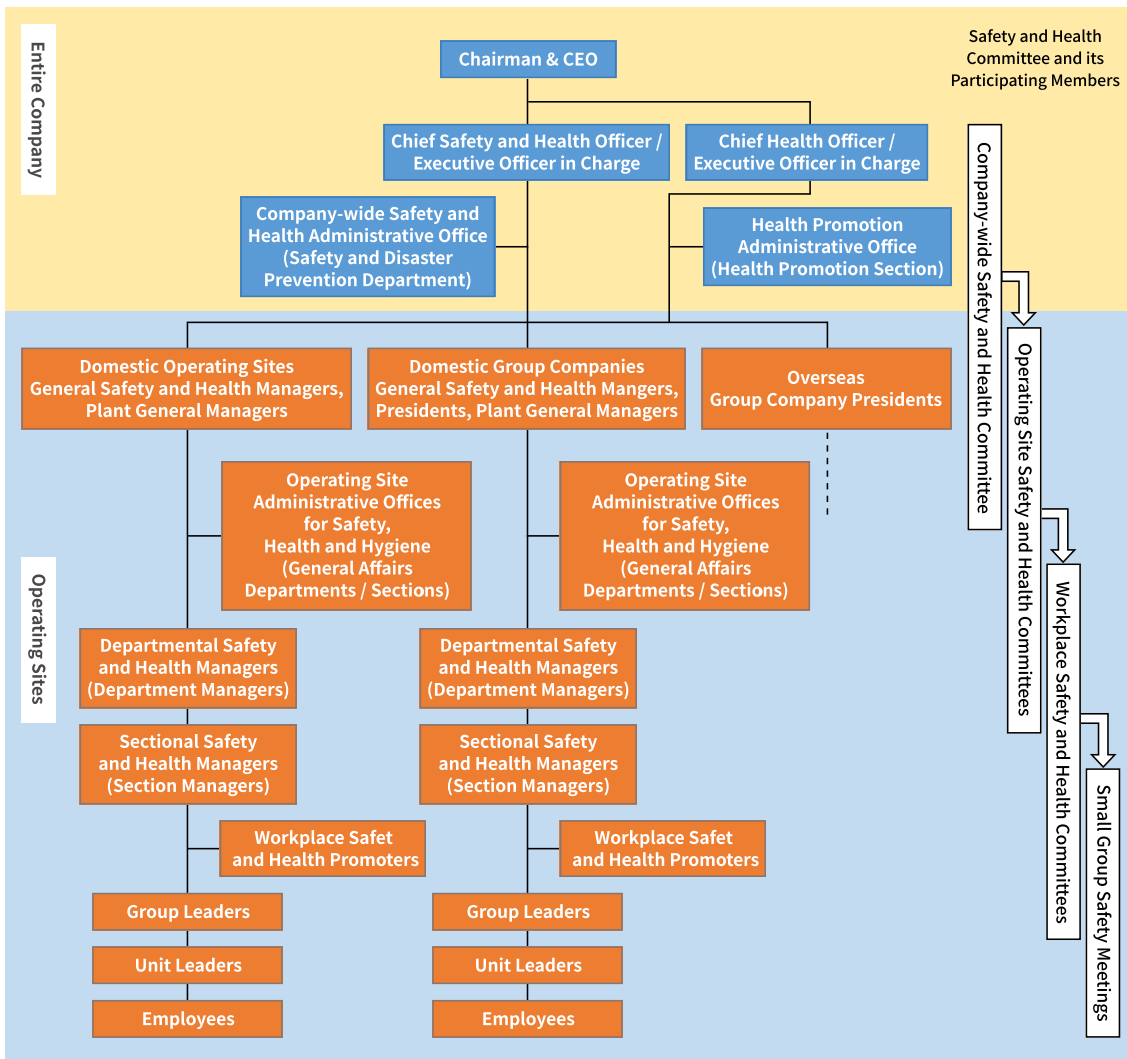 Entire Company
Chairman & CEO
Safety and Health
Committee and its
Participating Members
Chief Safety and Health Officer /
Executive Officer in Charge
Chief Health Officer /
Executive Officer in Charge
Company-wide Safety and
Health Administrative Office
(Safety and Disaster
Prevention Department)
Health Promotion
Administrative Office
(Health Promotion Section)
Company-wide Safety and Health Committee
Operating Sites
Domestic Operating Sites
General Safety and Health Managers,
Plant General Managers
Domestic Group Companies
General Safety and Health Mangers,
Presidents, Plant General Managers
Overseas
Group Company Presidents
Operating Site Safety and Health Committees
Operating Site
Administrative Offices
for Safety,
Health and Hygiene
(General Affairs
Departments / Sections)
Operating Site
Administrative Offices
for Safety,
Health and Hygiene
(General Affairs
Departments / Sections)
Workplace Safety and Health Committees
Departmental Safety
and Health Managers
(Department Managers)
Departmental Safety
and Health Managers
(Department Managers)
Sectional Safety
and Health Managers
(Section Managers)
Sectional Safety
and Health Managers
(Section Managers)
Small Group Safety Meetings
Workplace Safet
and Health Promoters
Workplace Safet
and Health Promoters
Group Leaders
Group Leaders
Unit Leaders
Unit Leaders
Employees
Employees